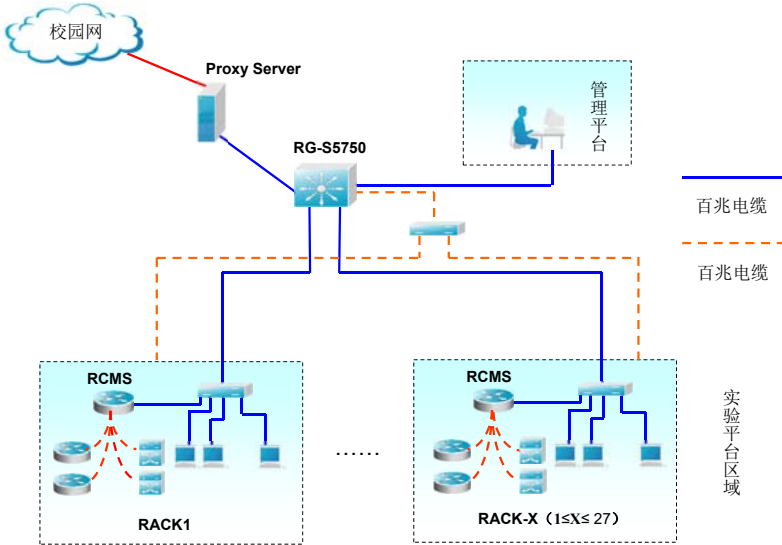 校园网
Proxy Server
管理平台
RG-S5750
百兆电缆
百兆电缆
RCMS
RCMS
实验平台区域
......
RACK1
RACK-X（1≤X≤ 27）